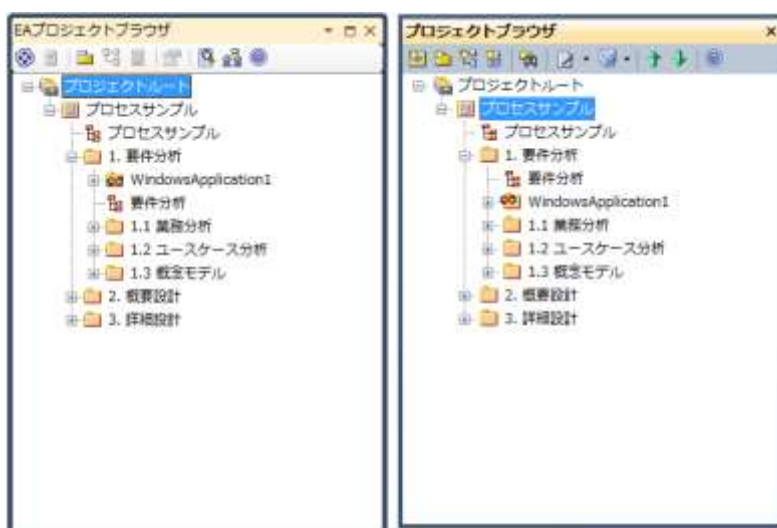 EAプロジェクトブラウザ
プロジェクトルート
プロセスサンプル
プロセスサンプル
1. 要件分析
WindowsApplication1
要件分析
1.1 業務分析
1.2 ユースケース分析
1.3 概念モデル
2. 概要設計
3. 詳細設計
プロジェクトブラウザ
プロジェクトルート
プロセスサンプル
プロセスサンプル
1. 要件分析
要件分析
WindowsApplication1
1.1 業務分析
1.2 ユースケース分析
1.3 概念モデル
2. 概要設計
3. 詳細設計